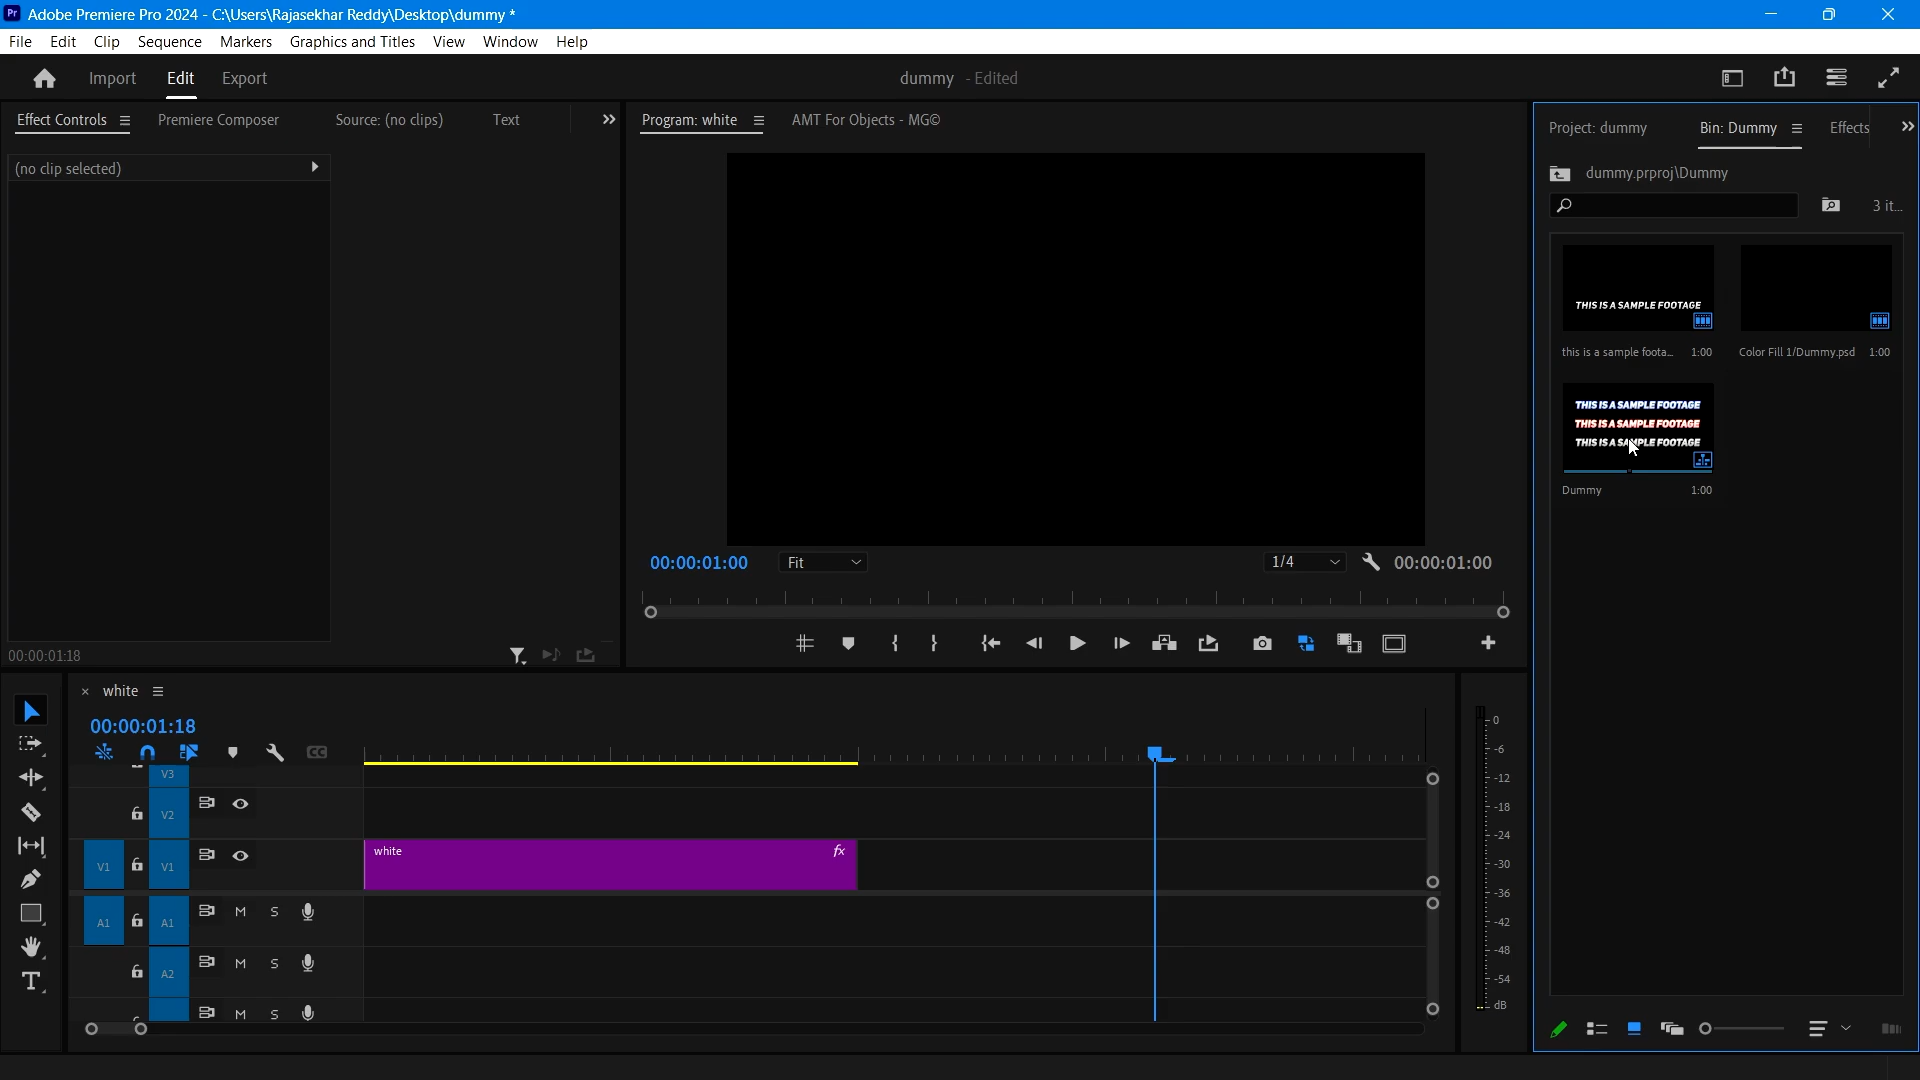 Pr Adobe Premiere Pro 2024 - C:\Users\Rajasekhar Reddy\Desktop\dummy *
File Edit Clip Sequence Markers Graphics and Titles View Window Help
Import Edit Export
dummy - Edited
Effect Controls Premiere Composer Source: (no clips) Text
(no clip selected)
00:00:01:18
Program: white AMT For Objects - MG©
00:00:01:00 Fit 1/4 00:00:01:00
Project: dummy Bin: Dummy Effects
dummy.prproj\Dummy
3 it...
THIS IS A SAMPLE FOOTAGE
this is a sample foota... 1:00
Color Fill 1/Dummy.psd 1:00
THIS IS A SAMPLE FOOTAGE
THIS IS A SAMPLE FOOTAGE
THIS IS A SAMPLE FOOTAGE
Dummy 1:00
× white
00:00:01:18
CC
V3
V2
V1 V1
white fx
A1 A1 M S
A2 M S
M S
T
0
-6
-12
-18
-24
-30
-36
-42
-48
-54
dB